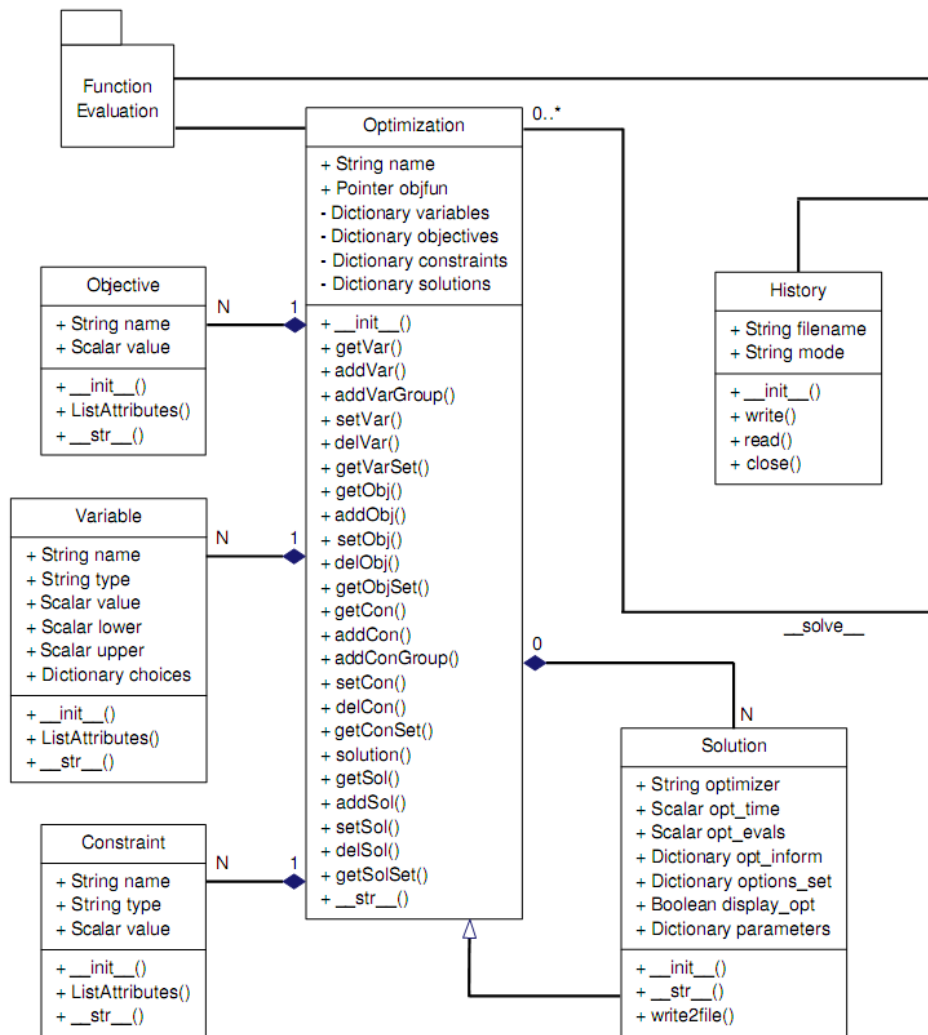 Function
Evaluation
Optimization
+ String name
+ Pointer objfun
- Dictionary variables
- Dictionary objectives
- Dictionary constraints
- Dictionary solutions
+ __init__()
+ getVar()
+ addVar()
+ addVarGroup()
+ setVar()
+ delVar()
+ getVarSet()
+ getObj()
+ addObj()
+ setObj()
+ delObj()
+ getObjSet()
+ getCon()
+ addCon()
+ addConGroup()
+ setCon()
+ delCon()
+ getConSet()
+ solution()
+ getSol()
+ addSol()
+ setSol()
+ delSol()
+ getSolSet()
+ __str__()
0..*
__solve__
Objective
+ String name
+ Scalar value
+ __init__()
+ ListAttributes()
+ __str__()
N
1
Variable
+ String name
+ String type
+ Scalar value
+ Scalar lower
+ Scalar upper
+ Dictionary choices
+ __init__()
+ ListAttributes()
+ __str__()
N
1
Constraint
+ String name
+ String type
+ Scalar value
+ __init__()
+ ListAttributes()
+ __str__()
N
1
History
+ String filename
+ String mode
+ __init__()
+ write()
+ read()
+ close()
0
N
Solution
+ String optimizer
+ Scalar opt_time
+ Scalar opt_evals
+ Dictionary opt_inform
+ Dictionary options_set
+ Boolean display_opt
+ Dictionary parameters
+ __init__()
+ __str__()
+ write2file()